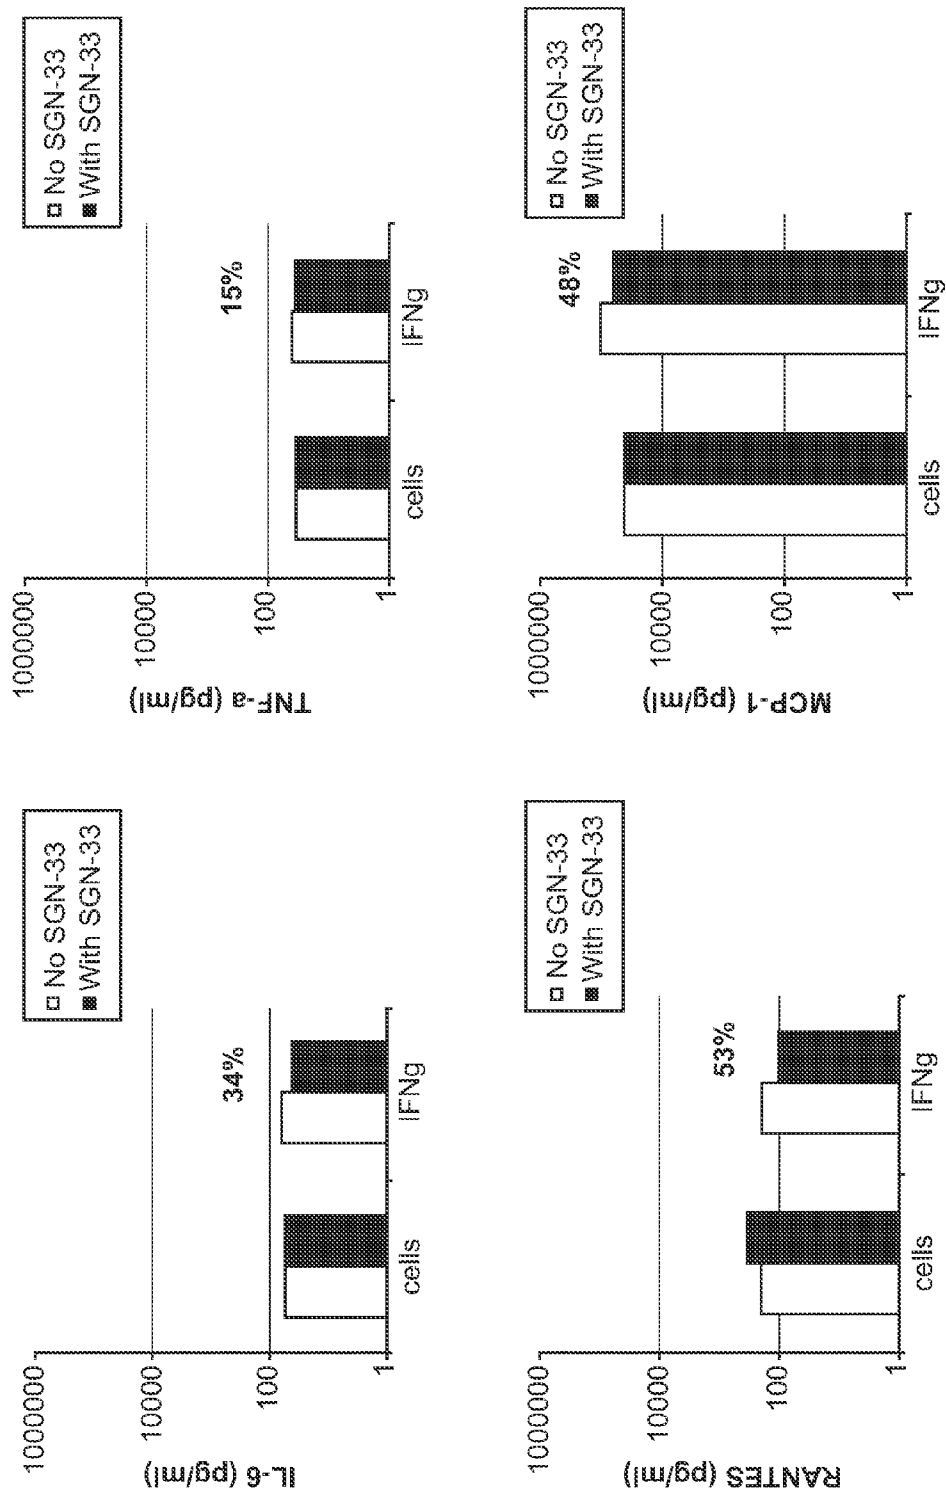 IL-6 (pg/ml)
1000000
10000
100
1
cells
IFNg
34%
No SGN-33
With SGN-33
TNF-a (pg/ml)
1000000
10000
100
1
cells
IFNg
15%
No SGN-33
With SGN-33
RANTES (pg/ml)
1000000
10000
100
1
cells
IFNg
53%
No SGN-33
With SGN-33
MCP-1 (pg/ml)
1000000
10000
100
1
cells
IFNg
48%
No SGN-33
With SGN-33